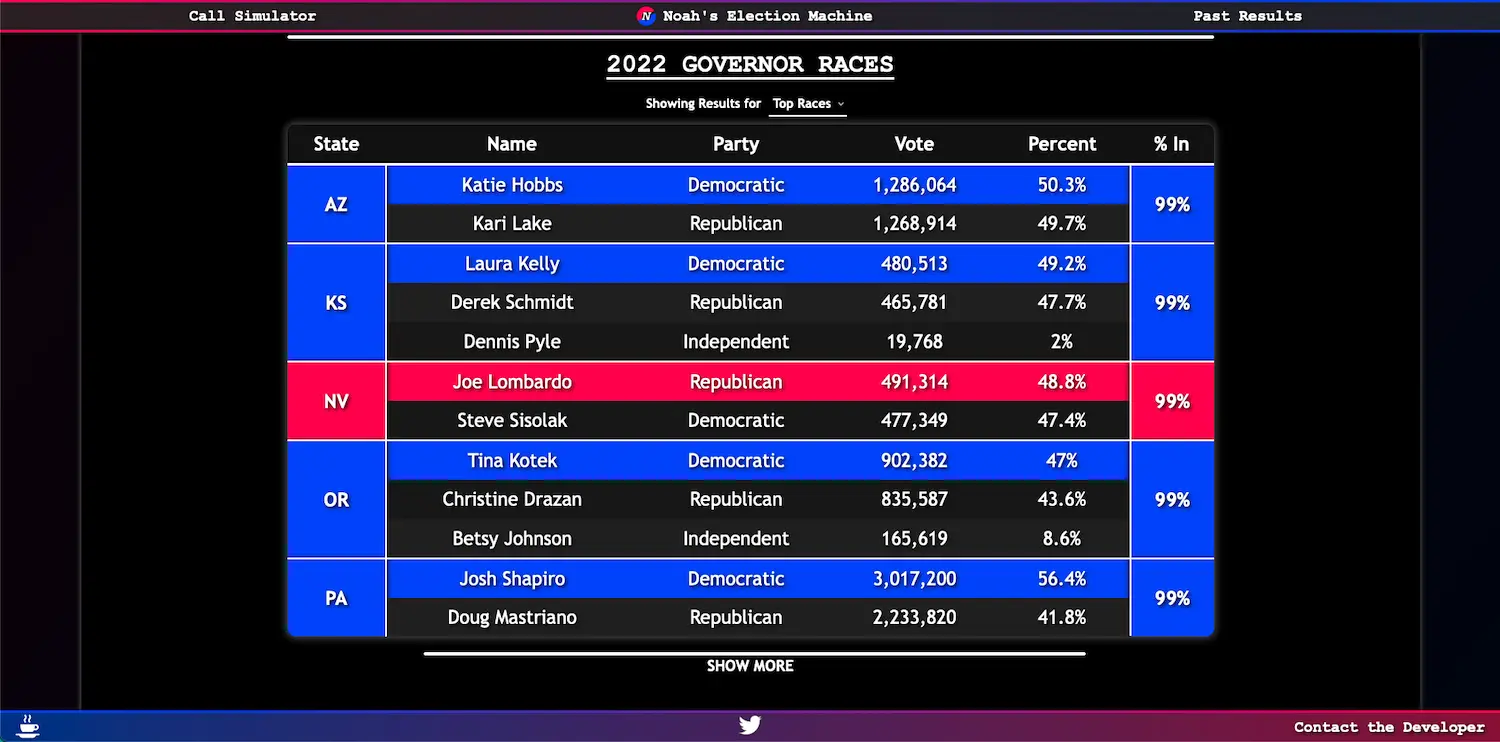 Call Simulator N Noah's Election Machine Past Results
2022 GOVERNOR RACES
Showing Results for Top Races
State Name Party Vote Percent % In
AZ Katie Hobbs Democratic 1,286,064 50.3% 99%
Kari Lake Republican 1,268,914 49.7%
KS Laura Kelly Democratic 480,513 49.2% 99%
Derek Schmidt Republican 465,781 47.7%
Dennis Pyle Independent 19,768 2%
NV Joe Lombardo Republican 491,314 48.8% 99%
Steve Sisolak Democratic 477,349 47.4%
OR Tina Kotek Democratic 902,382 47% 99%
Christine Drazan Republican 835,587 43.6%
Betsy Johnson Independent 165,619 8.6%
PA Josh Shapiro Democratic 3,017,200 56.4% 99%
Doug Mastriano Republican 2,233,820 41.8%
SHOW MORE
Contact the Developer